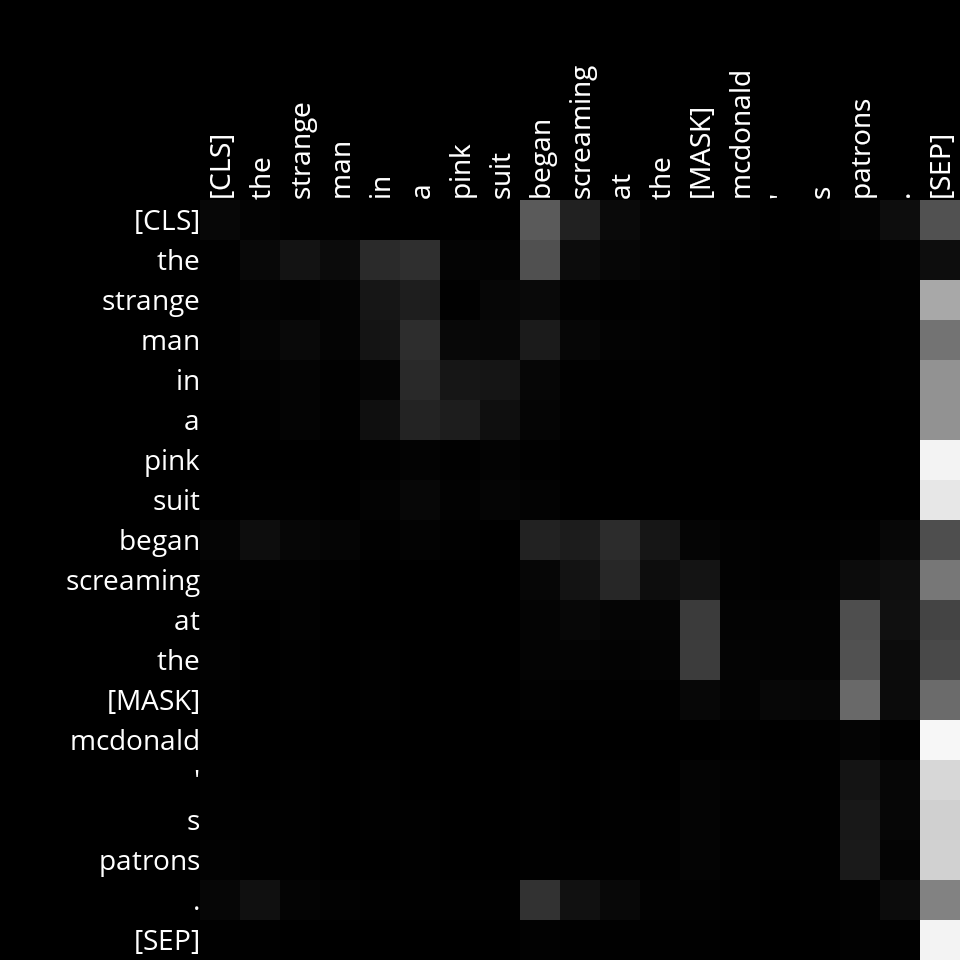 [CLS] the strange man in a pink suit began screaming at the [MASK] mcdonald ' s patrons . [SEP]
[CLS]
the
strange
man
in
a
pink
suit
began
screaming
at
the
[MASK]
mcdonald
'
s
patrons
.
[SEP]